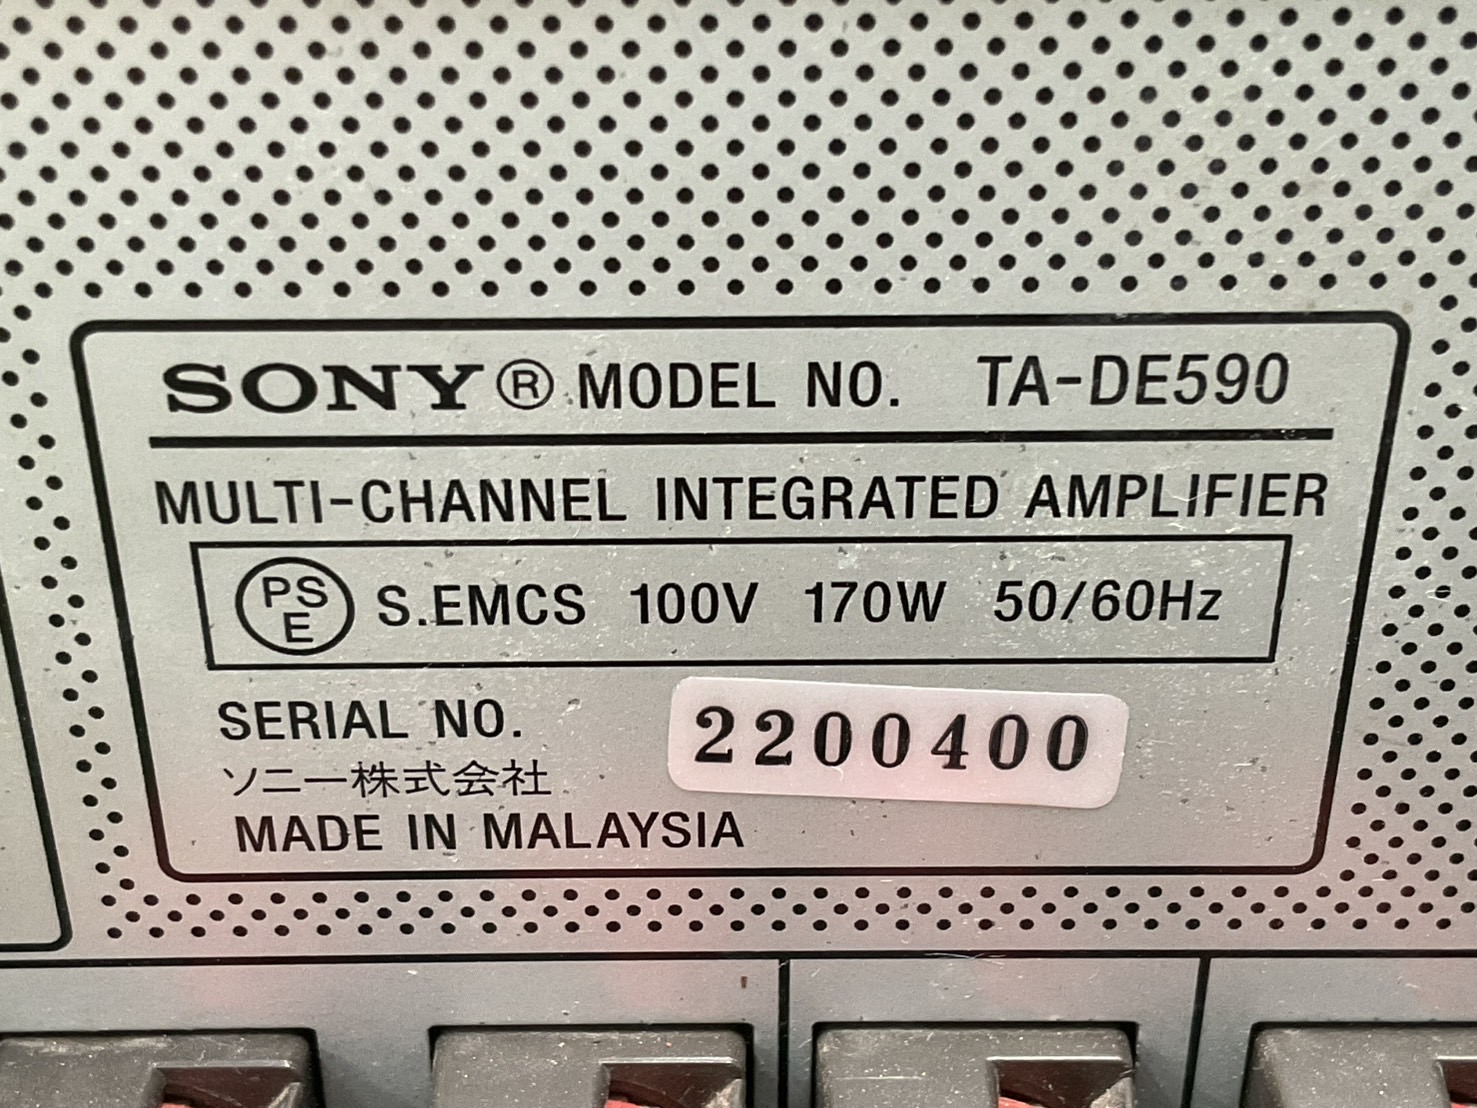 SONY® MODEL NO. TA-DE590
MULTI-CHANNEL INTEGRATED AMPLIFIER
PSE S.EMCS 100V 170W 50/60Hz
SERIAL NO. 2200400
ソニー株式会社
MADE IN MALAYSIA